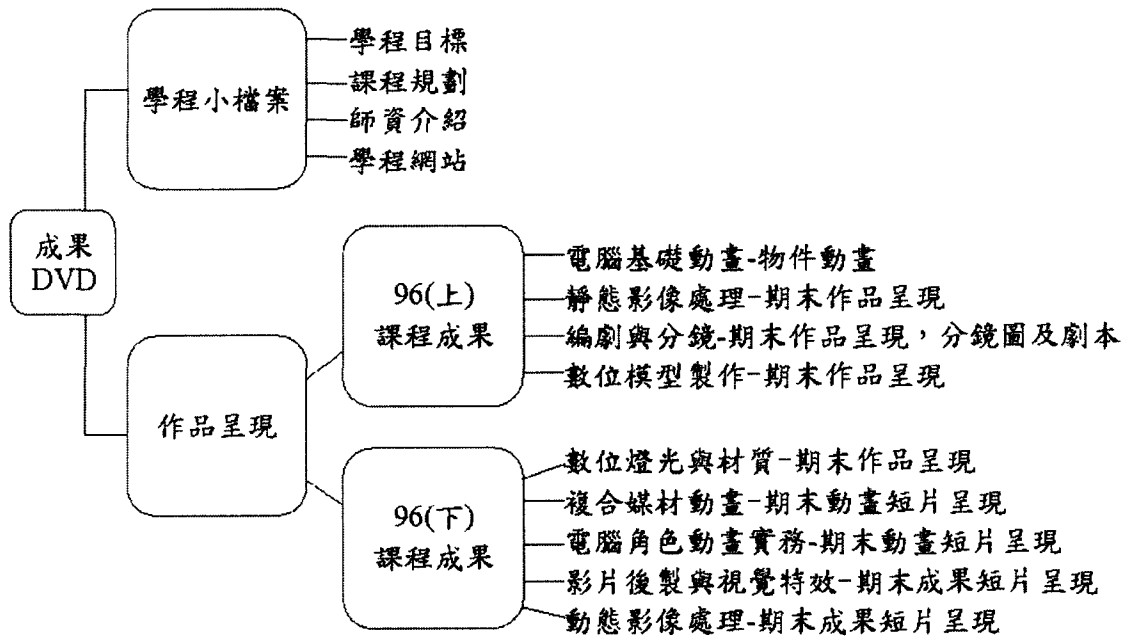 學程小檔案
學程目標
課程規劃
師資介紹
學程網站
成果
DVD
作品呈現
96(上)
課程成果
電腦基礎動畫-物件動畫
靜態影像處理-期末作品呈現
編劇與分鏡-期末作品呈現，分鏡圖及劇本
數位模型製作-期末作品呈現
96(下)
課程成果
數位燈光與材質-期末作品呈現
複合媒材動畫-期末動畫短片呈現
電腦角色動畫實務-期末動畫短片呈現
影片後製與視覺特效-期末成果短片呈現
動態影像處理-期末成果短片呈現